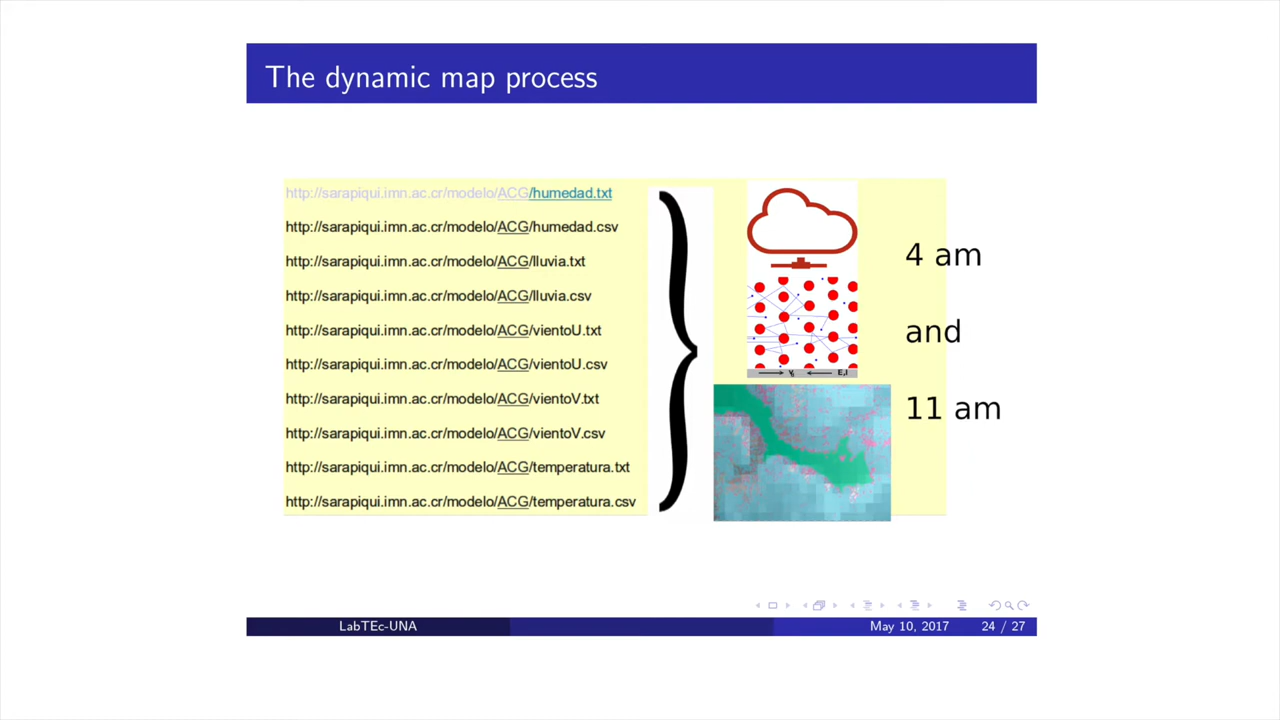 The dynamic map process
http://sarapiqui.imn.ac.cr/modelo/ACG/humedad.txt
http://sarapiqui.imn.ac.cr/modelo/ACG/humedad.csv
http://sarapiqui.imn.ac.cr/modelo/ACG/lluvia.txt
http://sarapiqui.imn.ac.cr/modelo/ACG/lluvia.csv
http://sarapiqui.imn.ac.cr/modelo/ACG/vientoU.txt
http://sarapiqui.imn.ac.cr/modelo/ACG/vientoU.csv
http://sarapiqui.imn.ac.cr/modelo/ACG/vientoV.txt
http://sarapiqui.imn.ac.cr/modelo/ACG/vientoV.csv
http://sarapiqui.imn.ac.cr/modelo/ACG/temperatura.txt
http://sarapiqui.imn.ac.cr/modelo/ACG/temperatura.csv
4 am
and
11 am
LabTEc-UNA May 10, 2017 24 / 27